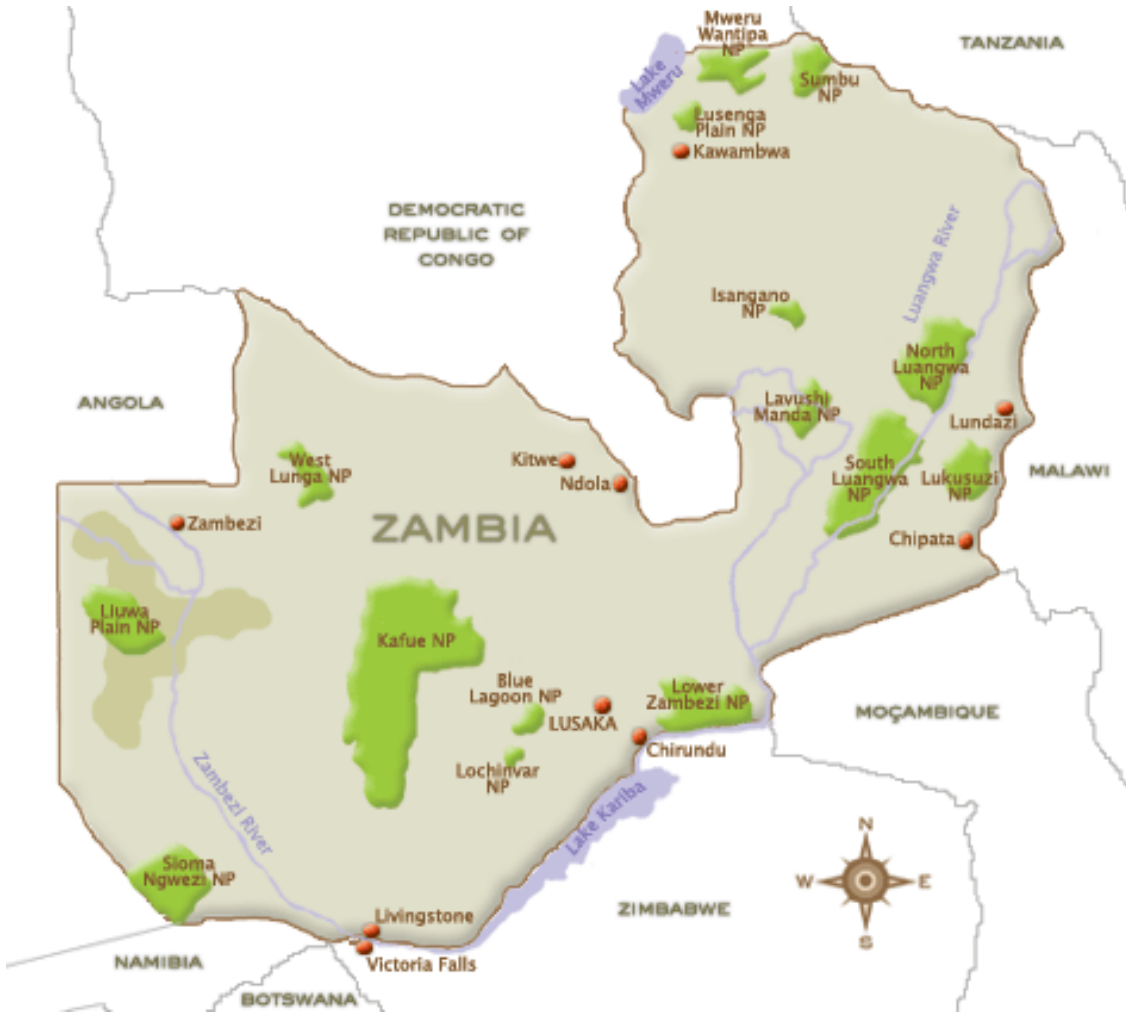 Mweru
Wantipa
NP
TANZANIA
Lake
Mweru
Sumbu
NP
Lusenga
Plain NP
Kawambwa
DEMOCRATIC
REPUBLIC OF
CONGO
Luangwa River
Isangano
NP
North
Luangwa
NP
ANGOLA
Lavushi
Manda NP
Lundazi
West
Lunga NP
Kitwe
Ndola
South
Luangwa
NP
Lukusuzi
NP
MALAWI
ZAMBIA
Zambezi
Chipata
Liuwa
Plain NP
Kafue NP
Blue
Lagoon NP
LUSAKA
Lower
Zambezi NP
MOÇAMBIQUE
Chirundu
Lochinvar
NP
Zambezi River
Lake Kariba
N
W
E
S
Sioma
Ngwezi NP
ZIMBABWE
Livingstone
Victoria Falls
NAMIBIA
BOTSWANA